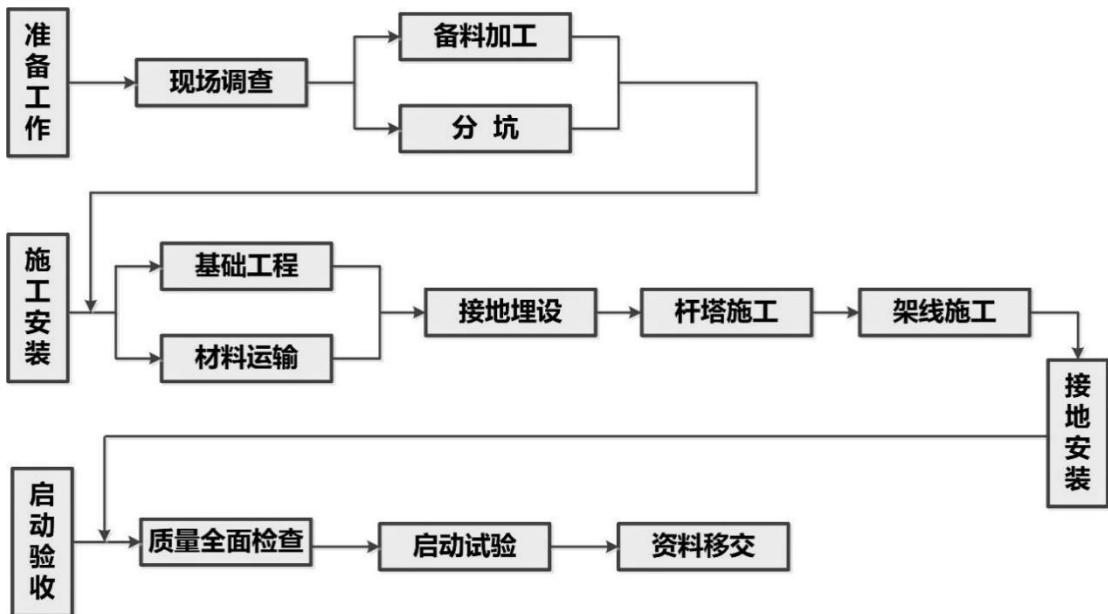 准备工作
现场调查
备料加工
分 坑
施工安装
基础工程
材料运输
接地埋设
杆塔施工
架线施工
接地安装
启动验收
质量全面检查
启动试验
资料移交